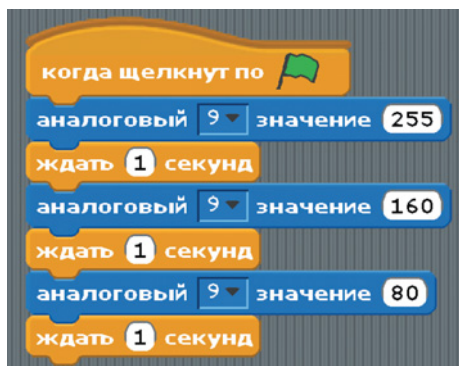 когда щелкнут по
аналоговый 9 значение 255
ждать 1 секунд
аналоговый 9 значение 160
ждать 1 секунд
аналоговый 9 значение 80
ждать 1 секунд